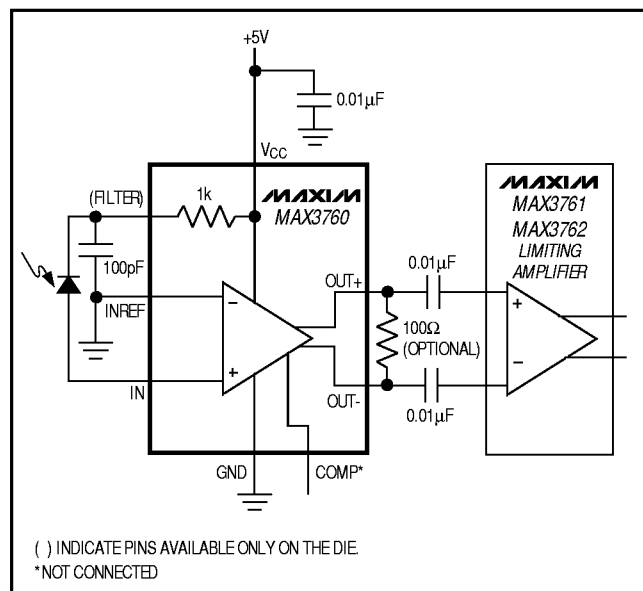 +5V
0.01µF
VCC
1k
(FILTER)
MAXIM
MAX3760
MAXIM
MAX3761
MAX3762
LIMITING
AMPLIFIER
100pF
INREF
OUT+
0.01µF
100Ω
(OPTIONAL)
−
+
+
−
IN
OUT-
0.01µF
GND
COMP*
( ) INDICATE PINS AVAILABLE ONLY ON THE DIE.
*NOT CONNECTED